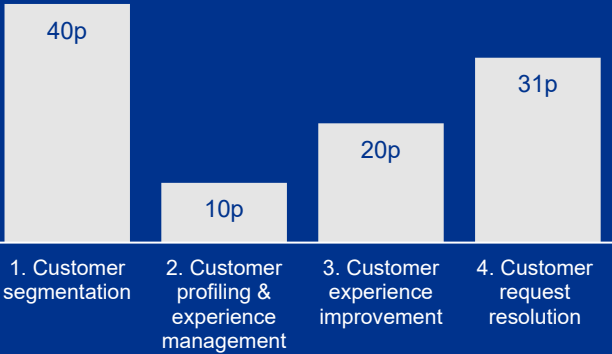 40p
10p
20p
31p
1. Customer
segmentation
2. Customer
profiling &
experience
management
3. Customer
experience
improvement
4. Customer
request
resolution